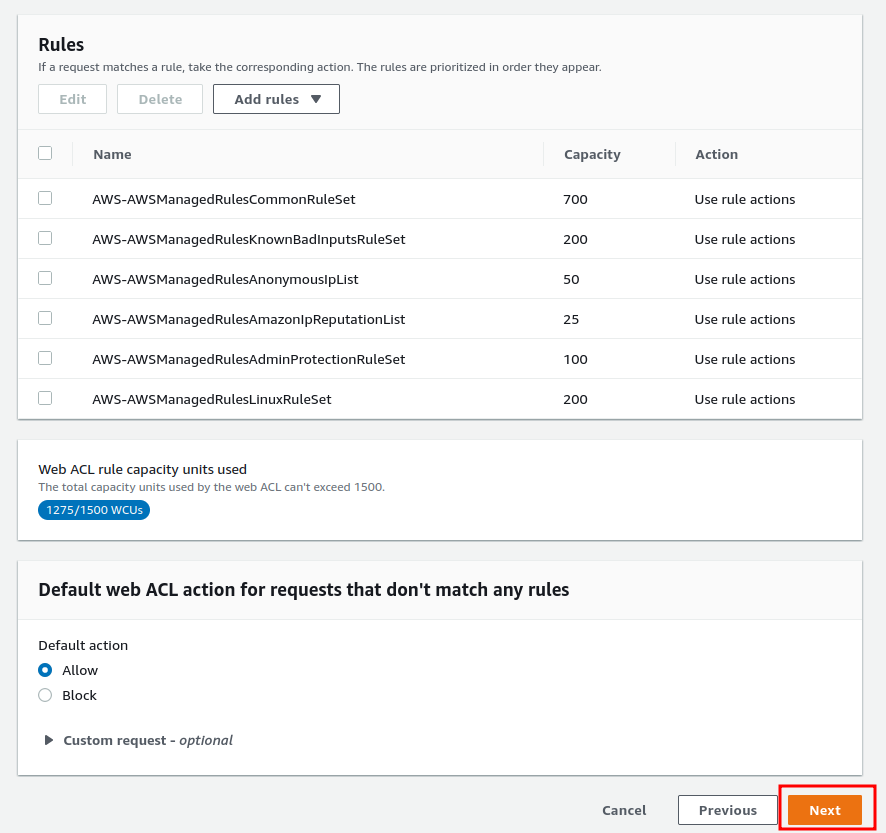 Rules
If a request matches a rule, take the corresponding action. The rules are prioritized in order they appear.
Edit Delete Add rules
Name Capacity Action
AWS-AWSManagedRulesCommonRuleSet 700 Use rule actions
AWS-AWSManagedRulesKnownBadInputsRuleSet 200 Use rule actions
AWS-AWSManagedRulesAnonymousIpList 50 Use rule actions
AWS-AWSManagedRulesAmazonIpReputationList 25 Use rule actions
AWS-AWSManagedRulesAdminProtectionRuleSet 100 Use rule actions
AWS-AWSManagedRulesLinuxRuleSet 200 Use rule actions
Web ACL rule capacity units used
The total capacity units used by the web ACL can't exceed 1500.
1275/1500 WCUs
Default web ACL action for requests that don't match any rules
Default action
Allow
Block
Custom request - optional
Cancel Previous Next